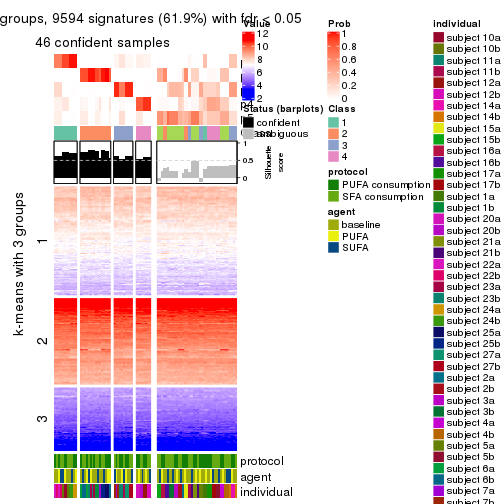 groups, 9594 signatures (61.9%) with fdr < 0.05
46 confident samples
k-means with 3 groups
1
2
3
Silhouette
score
1
0.5
0
protocol
agent
individual
Value
12
10
8
6
4
2
Status (barplots)
confident
ambiguous
Prob
1
0.8
0.6
0.4
0.2
0
Class
1
2
3
4
protocol
PUFA consumption
SFA consumption
agent
baseline
PUFA
SUFA
individual
subject 10a
subject 10b
subject 11a
subject 11b
subject 12a
subject 12b
subject 14a
subject 14b
subject 15a
subject 15b
subject 16a
subject 16b
subject 17a
subject 17b
subject 1a
subject 1b
subject 20a
subject 20b
subject 21a
subject 21b
subject 22a
subject 22b
subject 23a
subject 23b
subject 24a
subject 24b
subject 25a
subject 25b
subject 27a
subject 27b
subject 2a
subject 2b
subject 3a
subject 3b
subject 4a
subject 4b
subject 5a
subject 5b
subject 6a
subject 6b
subject 7a
subject 7b